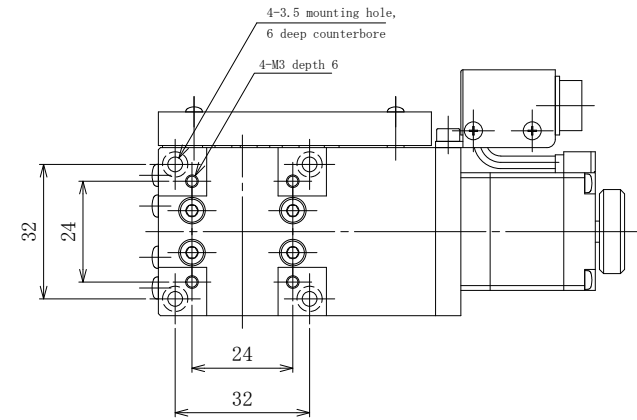 4-3.5 mounting hole,
6 deep counterbore
4-M3 depth 6
32
24
24
32